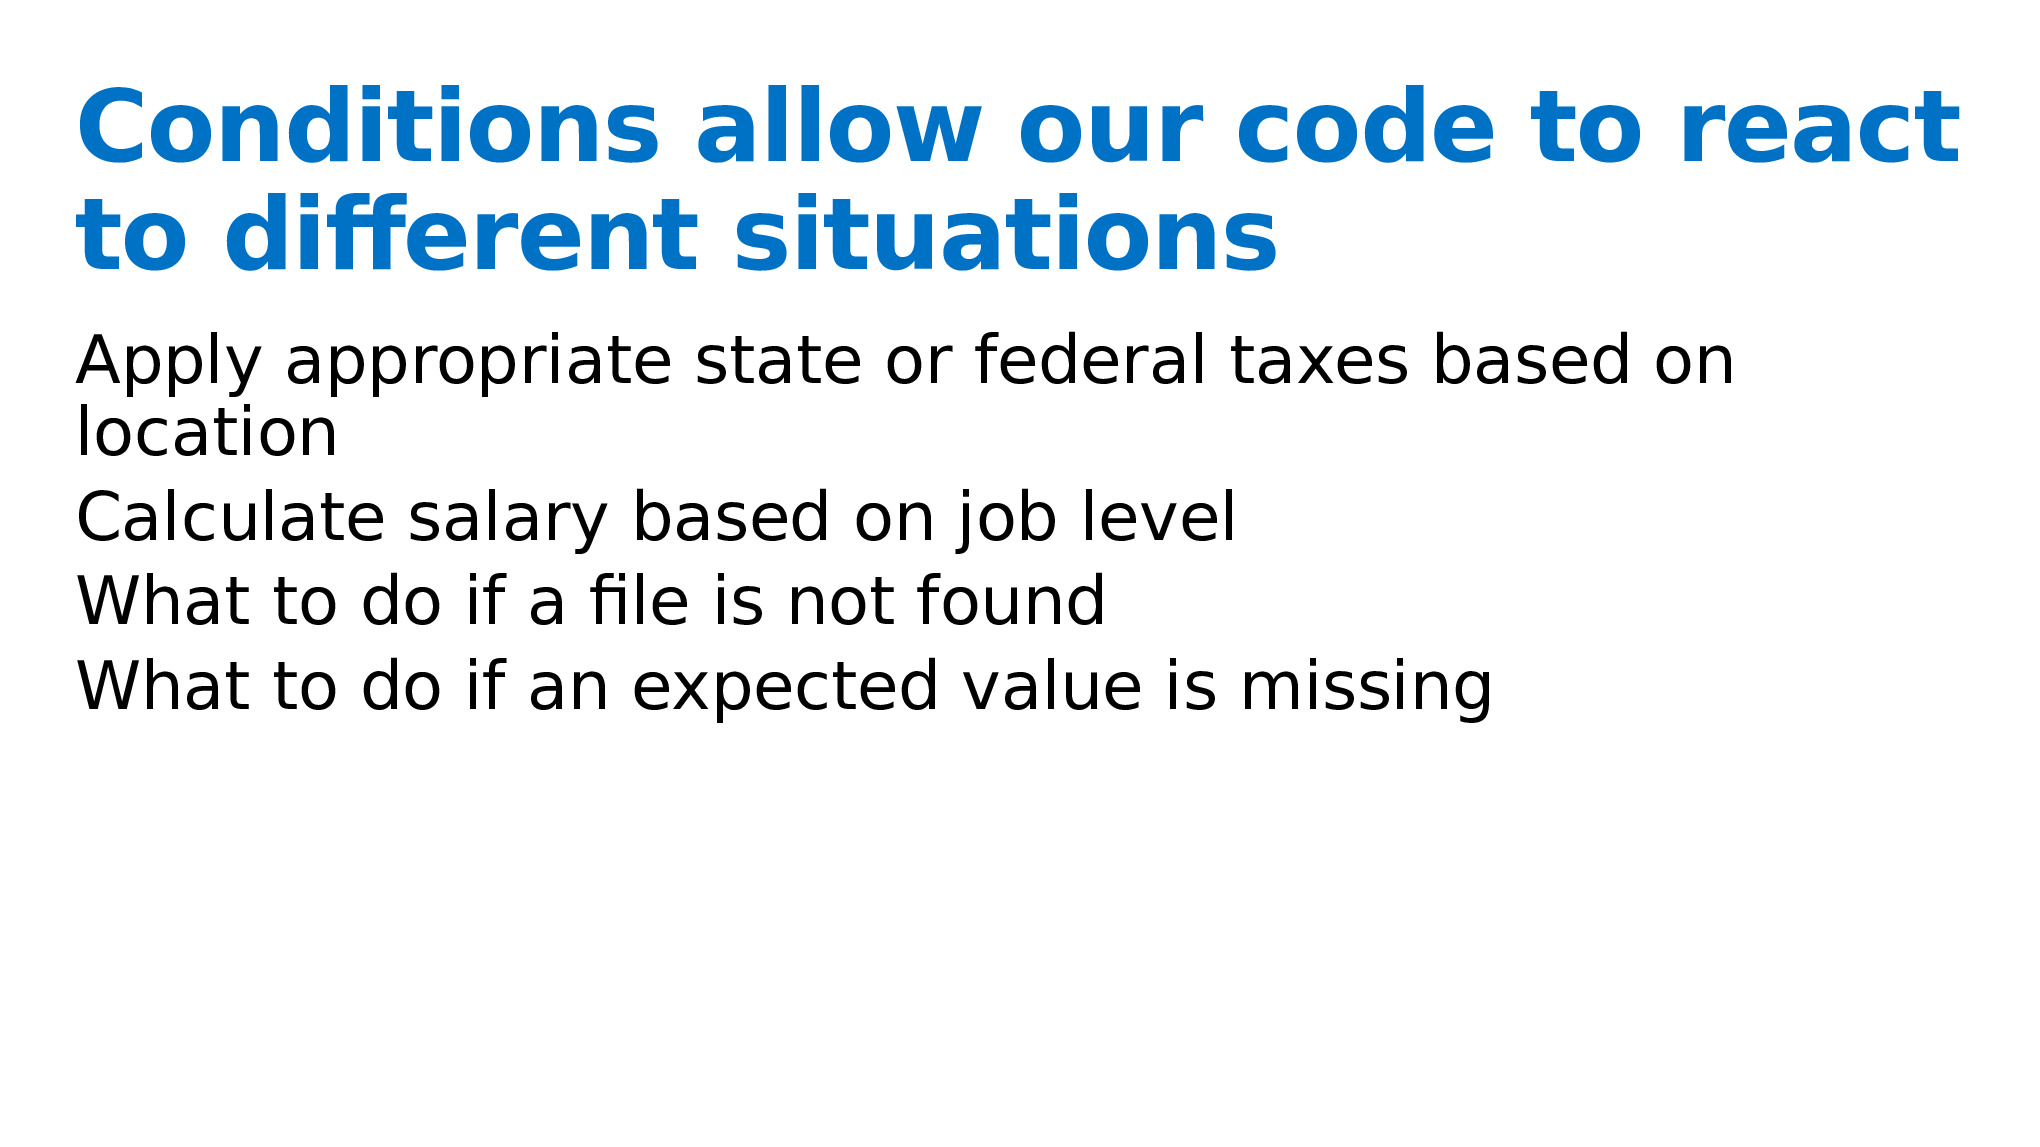 Conditions allow our code to react
to different situations
Apply appropriate state or federal taxes based on
location
Calculate salary based on job level
What to do if a file is not found
What to do if an expected value is missing